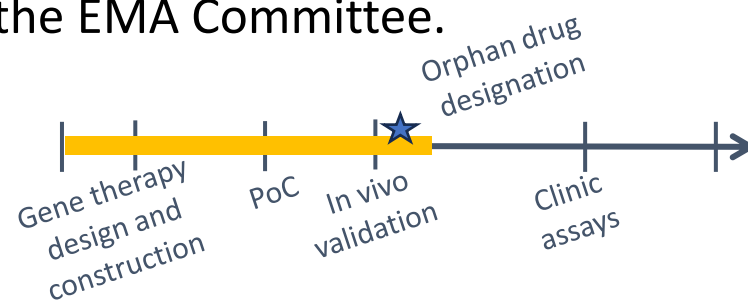 the EMA Committee.
Orphan drug
designation
Gene therapy
design and
construction
PoC
In vivo
validation
Clinic
assays